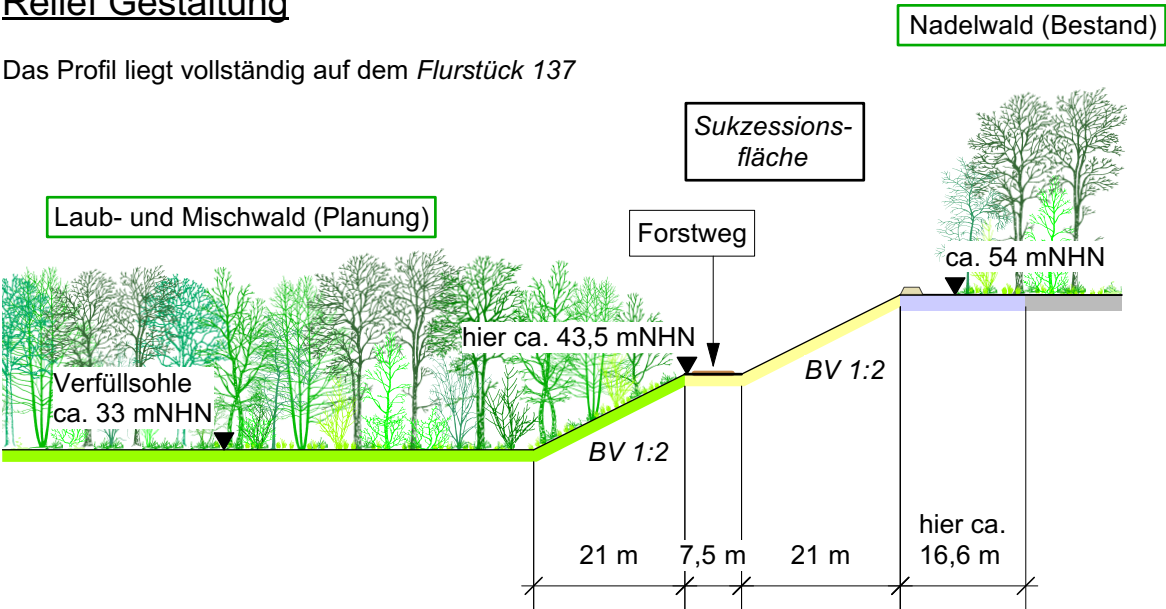 Relief Gestaltung
Nadelwald (Bestand)
Das Profil liegt vollständig auf dem Flurstück 137
Sukzessions-
fläche
Laub- und Mischwald (Planung)
Forstweg
ca. 54 mNHN
hier ca. 43,5 mNHN
BV 1:2
Verfüllsohle
ca. 33 mNHN
BV 1:2
21 m
7,5 m
21 m
hier ca.
16,6 m